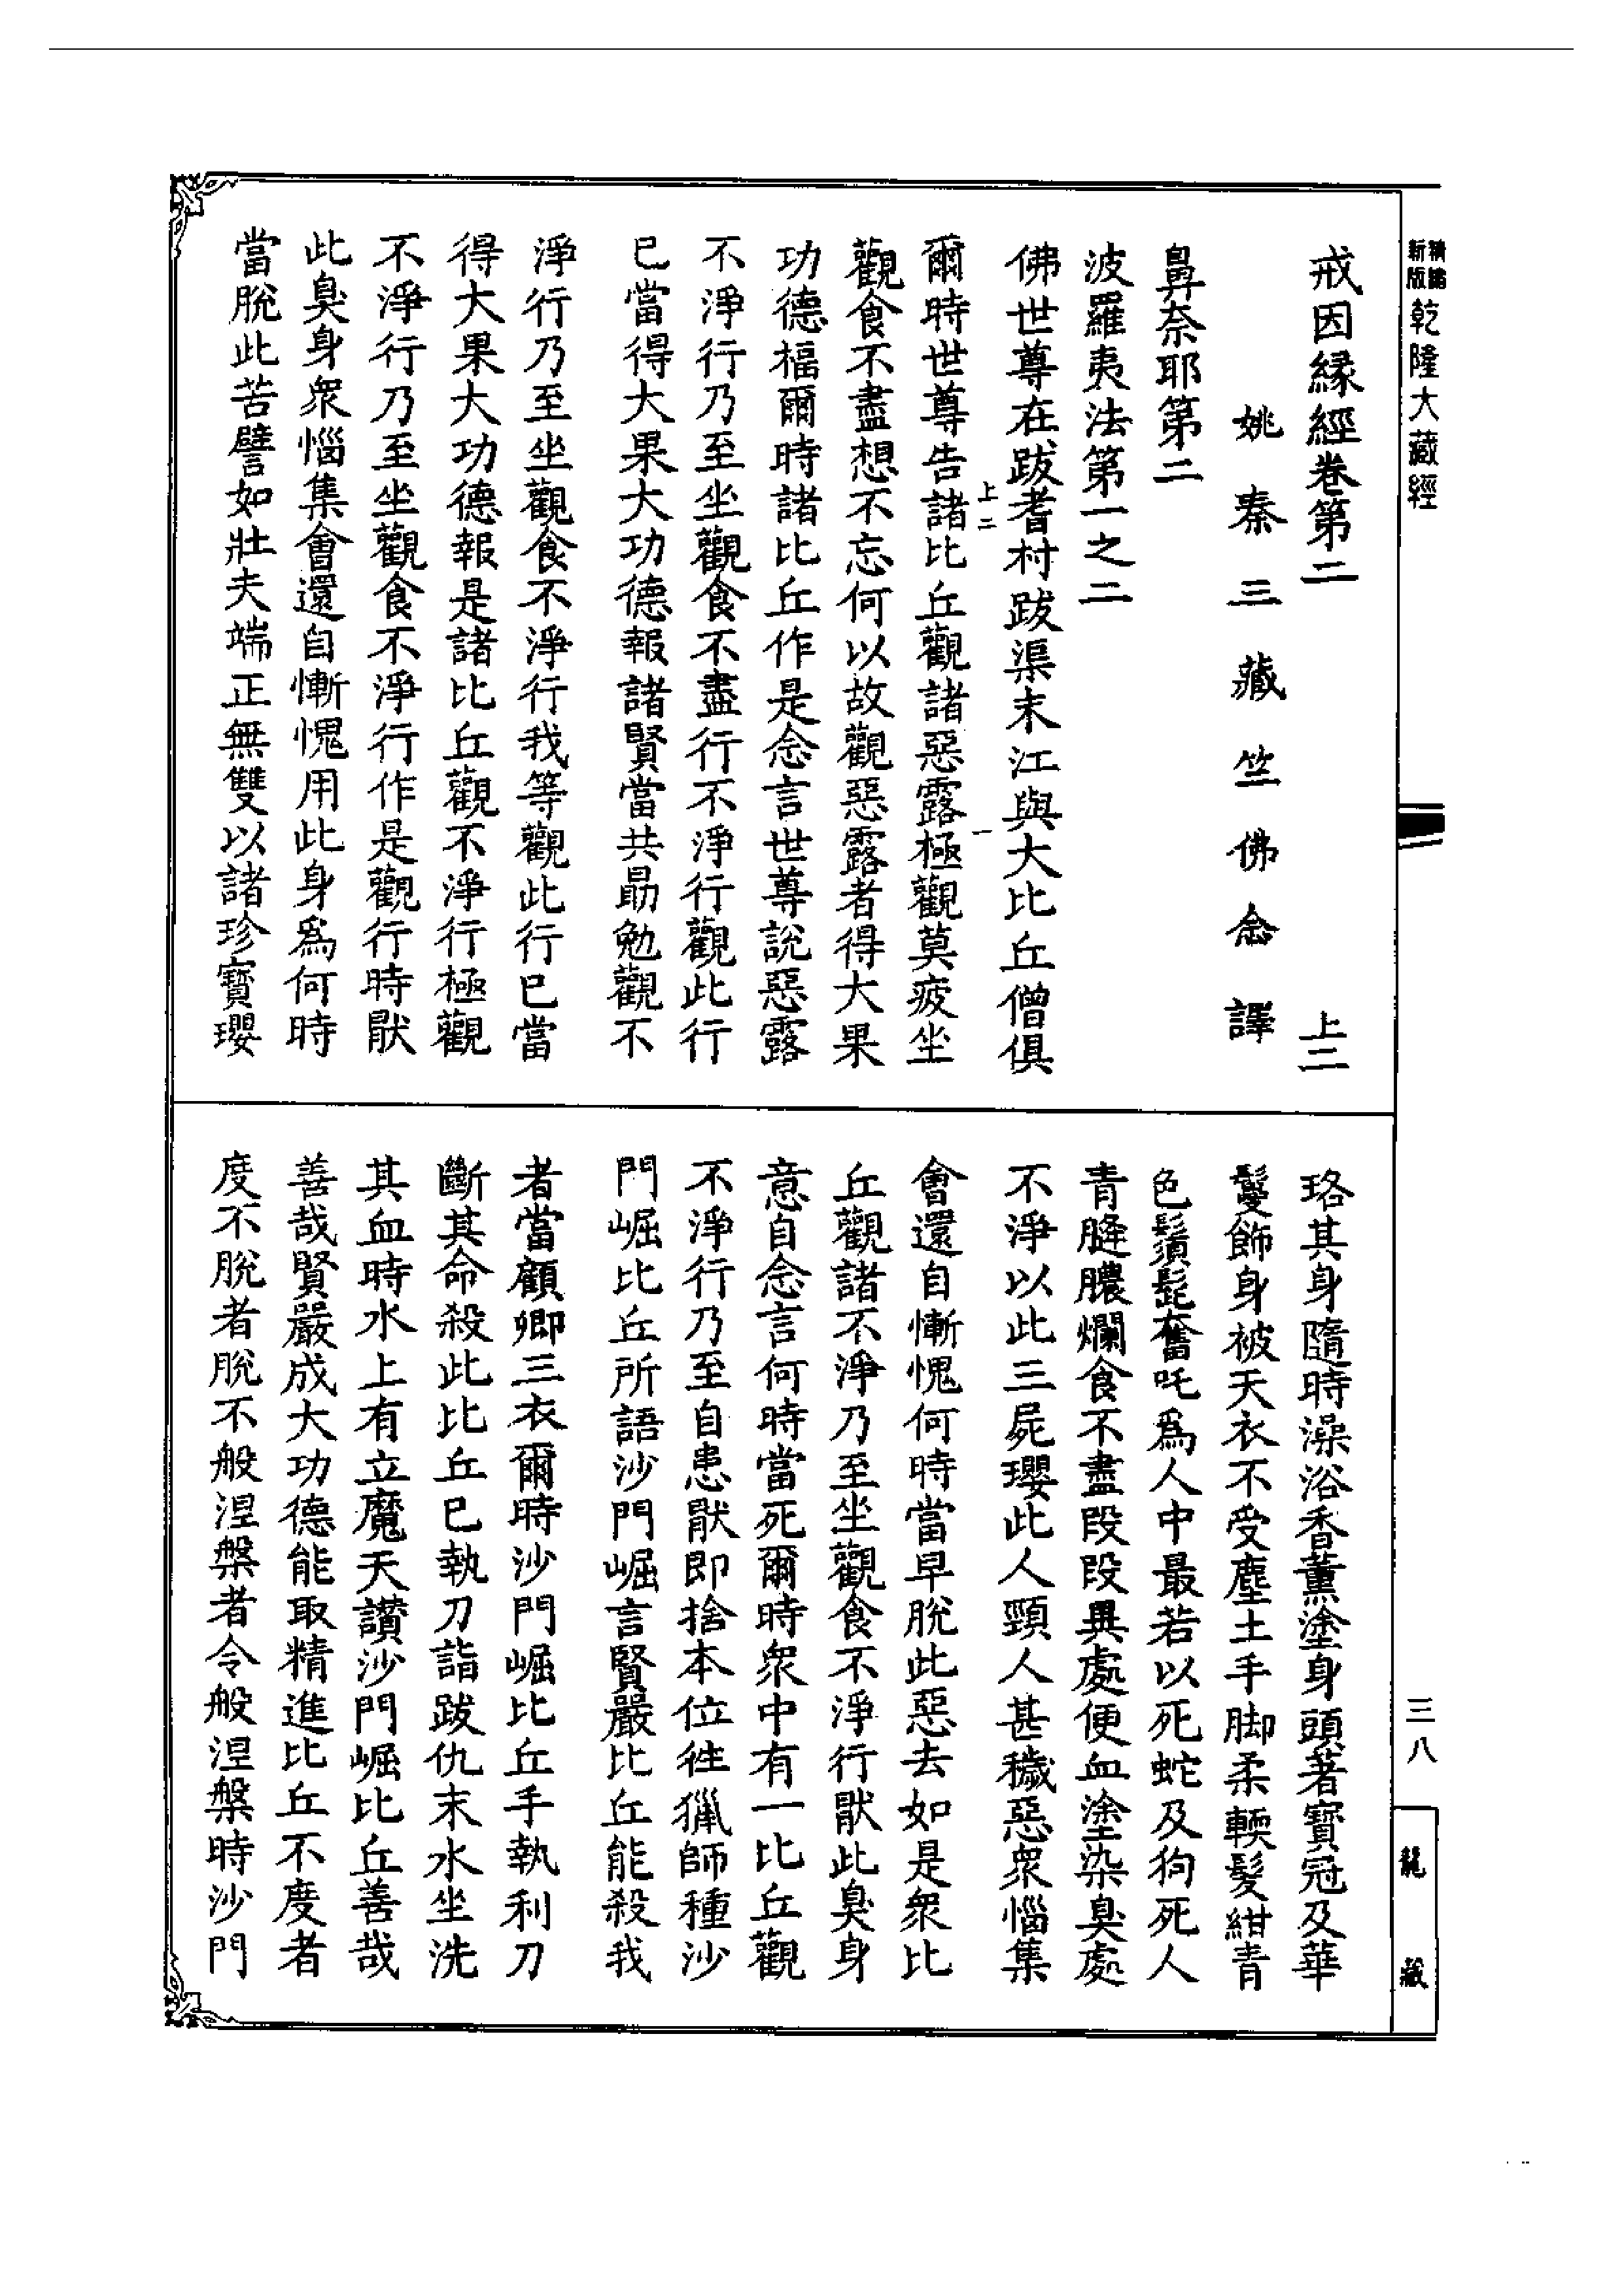 新版 精編 乾隆大藏經
戒因緣經卷第二 上二
姚秦三藏竺佛念譯
鼻奈耶第二
波羅夷法第一之二
佛世尊在跋耆村跋渠末江與大比丘僧俱
上二 一
爾時世尊告諸比丘觀諸惡露極觀莫疲坐
觀食不盡想不忘何以故觀惡露者得大果
功德福爾時諸比丘作是念言世尊說惡露
不淨行乃至坐觀食不盡行不淨行觀此行
已當得大果大功德報諸賢當共勗勉觀不
淨行乃至坐觀食不淨行我等觀此行已當
得大果大功德報是諸比丘觀不淨行極觀
不淨行乃至坐觀食不淨行作是觀行時猒
此臭身衆惱集會還自慚愧用此身爲何時
當脫此苦譬如壯夫端正無雙以諸珍寶瓔
珞其身隨時澡浴香薰塗身頭著寶冠及華
鬘飾身被天衣不受塵土手脚柔輭髮紺青
色鬚髭奮吒爲人中最若以死蛇及狗死人
青膖膿爛食不盡段段異處便血塗染臭處
不淨以此三屍瓔此人頸人甚穢惡衆惱集
會還自慚愧何時當早脫此惡去如是衆比
丘觀諸不淨乃至坐觀食不淨行猒此臭身
意自念言何時當死爾時衆中有一比丘觀
不淨行乃至自患猒即捨本位徃獵師種沙
門崛比丘所語沙門崛言賢嚴比丘能殺我
者當顧卿三衣爾時沙門崛比丘手執利刀
斷其命殺此比丘已執刀詣跋仇末水坐洗
其血時水上有立魔天讚沙門崛比丘善哉
善哉賢嚴成大功德能取精進比丘不度者
度不脫者脫不般涅槃者令般涅槃時沙門
三八
龍藏